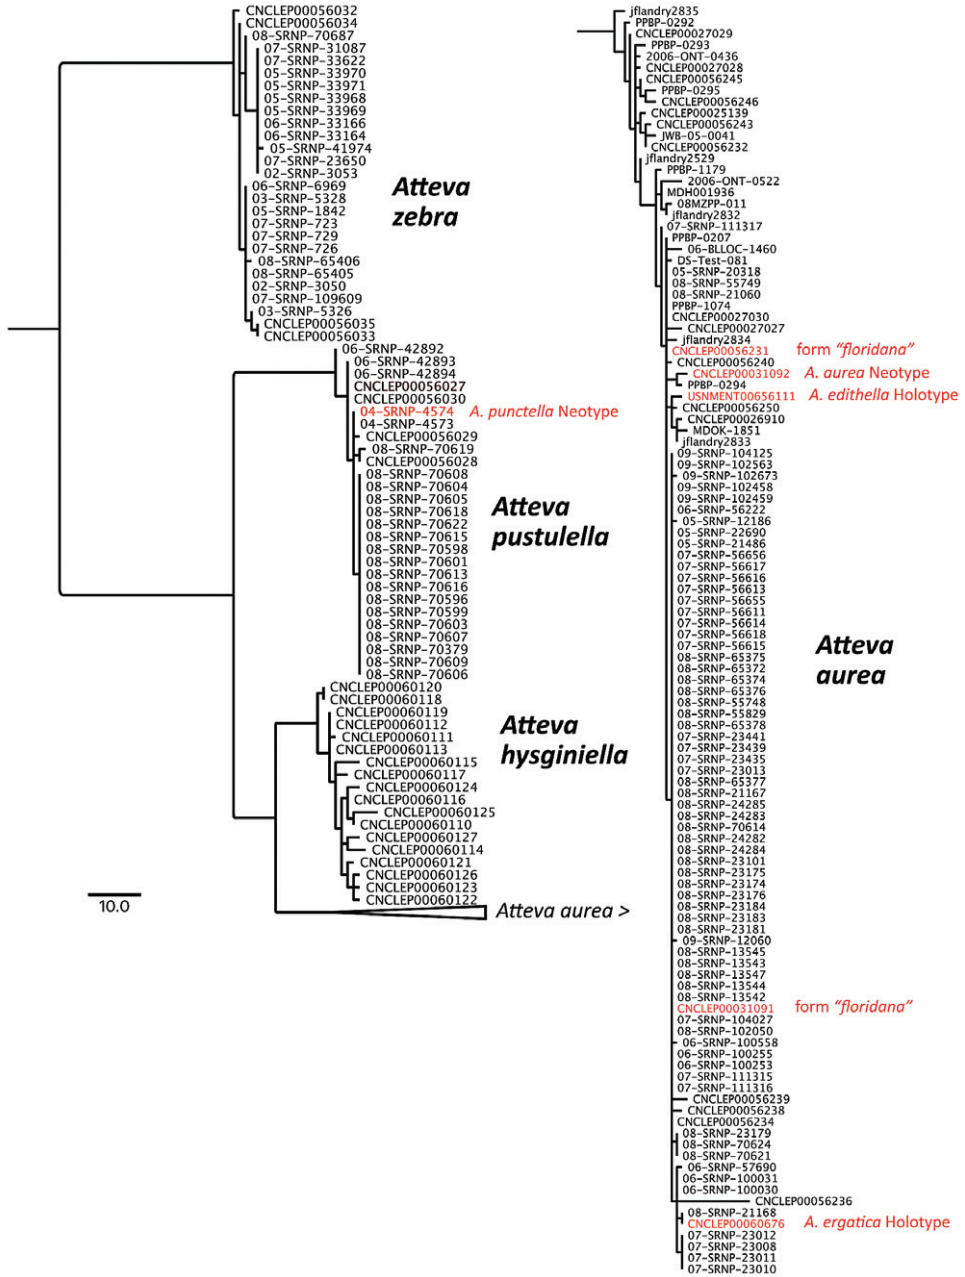 CNCLEP00056032
CNCLEP00056034
08-SRNP-70687
07-SRNP-31087
07-SRNP-33622
05-SRNP-33970
05-SRNP-33971
05-SRNP-33968
05-SRNP-33969
06-SRNP-33166
06-SRNP-33164
05-SRNP-41974
07-SRNP-23650
02-SRNP-3053
06-SRNP-6969
03-SRNP-5328
05-SRNP-1842
07-SRNP-723
07-SRNP-729
07-SRNP-726
08-SRNP-65406
08-SRNP-65405
02-SRNP-3050
07-SRNP-109609
03-SRNP-5326
CNCLEP00056035
CNCLEP00056033
Atteva
zebra
06-SRNP-42892
06-SRNP-42893
06-SRNP-42894
CNCLEP00056027
CNCLEP00056030
04-SRNP-4574 A. punctella Neotype
04-SRNP-4573
CNCLEP00056029
08-SRNP-70619
CNCLEP00056028
08-SRNP-70608
08-SRNP-70604
08-SRNP-70605
08-SRNP-70618
08-SRNP-70622
08-SRNP-70615
08-SRNP-70598
08-SRNP-70601
08-SRNP-70613
08-SRNP-70616
08-SRNP-70596
08-SRNP-70599
08-SRNP-70603
08-SRNP-70607
08-SRNP-70379
08-SRNP-70609
08-SRNP-70606
Atteva
pustulella
CNCLEP00060120
CNCLEP00060118
CNCLEP00060119
CNCLEP00060112
CNCLEP00060111
CNCLEP00060113
CNCLEP00060115
CNCLEP00060117
CNCLEP00060124
CNCLEP00060116
CNCLEP00060125
CNCLEP00060110
CNCLEP00060127
CNCLEP00060114
CNCLEP00060121
CNCLEP00060126
CNCLEP00060123
CNCLEP00060122
Atteva
hysginiella
Atteva aurea >
10.0
jflandry2835
PPBP-0292
CNCLEP00027029
PPBP-0293
2006-ONT-0436
CNCLEP00027028
CNCLEP00056245
PPBP-0295
CNCLEP00056246
CNCLEP00025139
CNCLEP00056243
JWB-05-0041
CNCLEP00056232
jflandry2529
PPBP-1179
2006-ONT-0522
MDH001936
08MZPP-011
jflandry2832
07-SRNP-111317
PPBP-0207
06-BLLOC-1460
DS-Test-081
05-SRNP-20318
08-SRNP-55749
08-SRNP-21060
PPBP-1074
CNCLEP00027030
CNCLEP00027027
jflandry2834
CNCLEP00056231 form "floridana"
CNCLEP00056240
CNCLEP00031092 A. aurea Neotype
PPBP-0294
USNMENT00656111 A. edithella Holotype
CNCLEP00056250
CNCLEP00026910
MDOK-1851
jflandry2833
09-SRNP-104125
09-SRNP-102563
09-SRNP-102673
09-SRNP-102458
09-SRNP-102459
06-SRNP-56222
05-SRNP-12186
05-SRNP-22690
05-SRNP-21486
07-SRNP-56656
07-SRNP-56617
07-SRNP-56616
07-SRNP-56613
07-SRNP-56655
07-SRNP-56611
07-SRNP-56614
07-SRNP-56618
07-SRNP-56615
08-SRNP-65375
08-SRNP-65372
08-SRNP-65374
08-SRNP-65376
08-SRNP-55748
08-SRNP-55829
08-SRNP-65378
07-SRNP-23441
07-SRNP-23439
07-SRNP-23435
07-SRNP-23013
08-SRNP-65377
08-SRNP-21167
08-SRNP-24285
08-SRNP-24283
08-SRNP-70614
08-SRNP-24282
08-SRNP-24284
08-SRNP-23101
08-SRNP-23175
08-SRNP-23174
08-SRNP-23176
08-SRNP-23184
08-SRNP-23183
08-SRNP-23181
09-SRNP-12060
08-SRNP-13545
08-SRNP-13543
08-SRNP-13547
08-SRNP-13544
08-SRNP-13542
CNCLEP00031091 form "floridana"
07-SRNP-104027
08-SRNP-102050
06-SRNP-100558
06-SRNP-100255
06-SRNP-100253
07-SRNP-111315
07-SRNP-111316
CNCLEP00056239
CNCLEP00056238
CNCLEP00056234
08-SRNP-23179
08-SRNP-70624
08-SRNP-70621
06-SRNP-57690
06-SRNP-100031
06-SRNP-100030
CNCLEP00056236
08-SRNP-21168
CNCLEP00060676 A. ergatica Holotype
07-SRNP-23012
07-SRNP-23008
07-SRNP-23011
07-SRNP-23010
Atteva
aurea